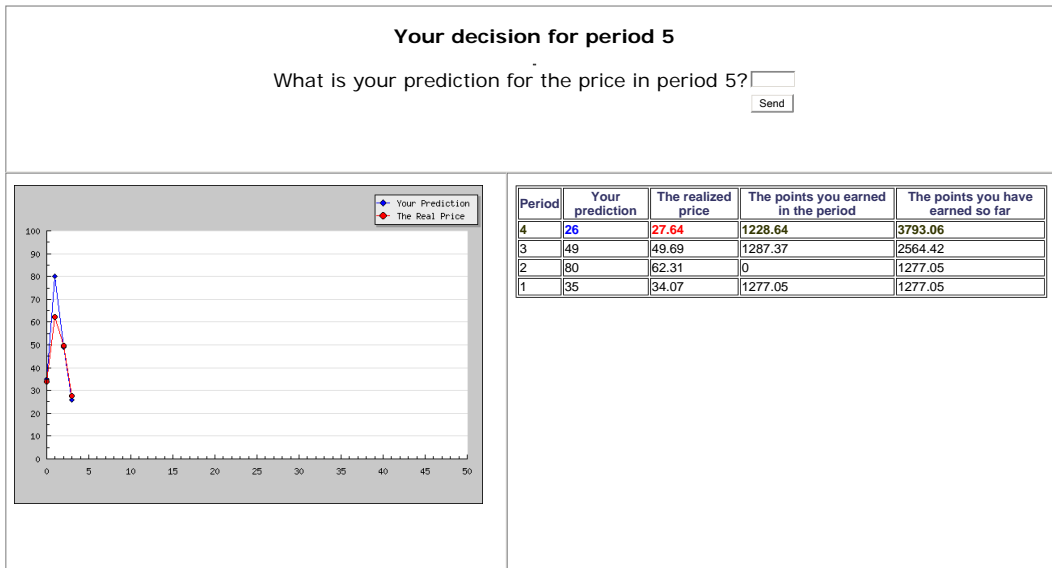 Your decision for period 5
-
What is your prediction for the price in period 5?
Send
Your Prediction
The Real Price
100
90
80
70
60
50
40
30
20
10
0
0 5 10 15 20 25 30 35 40 45 50
Period Your prediction The realized price The points you earned in the period The points you have earned so far
4 26 27.64 1228.64 3793.06
3 49 49.69 1287.37 2564.42
2 80 62.31 0 1277.05
1 35 34.07 1277.05 1277.05